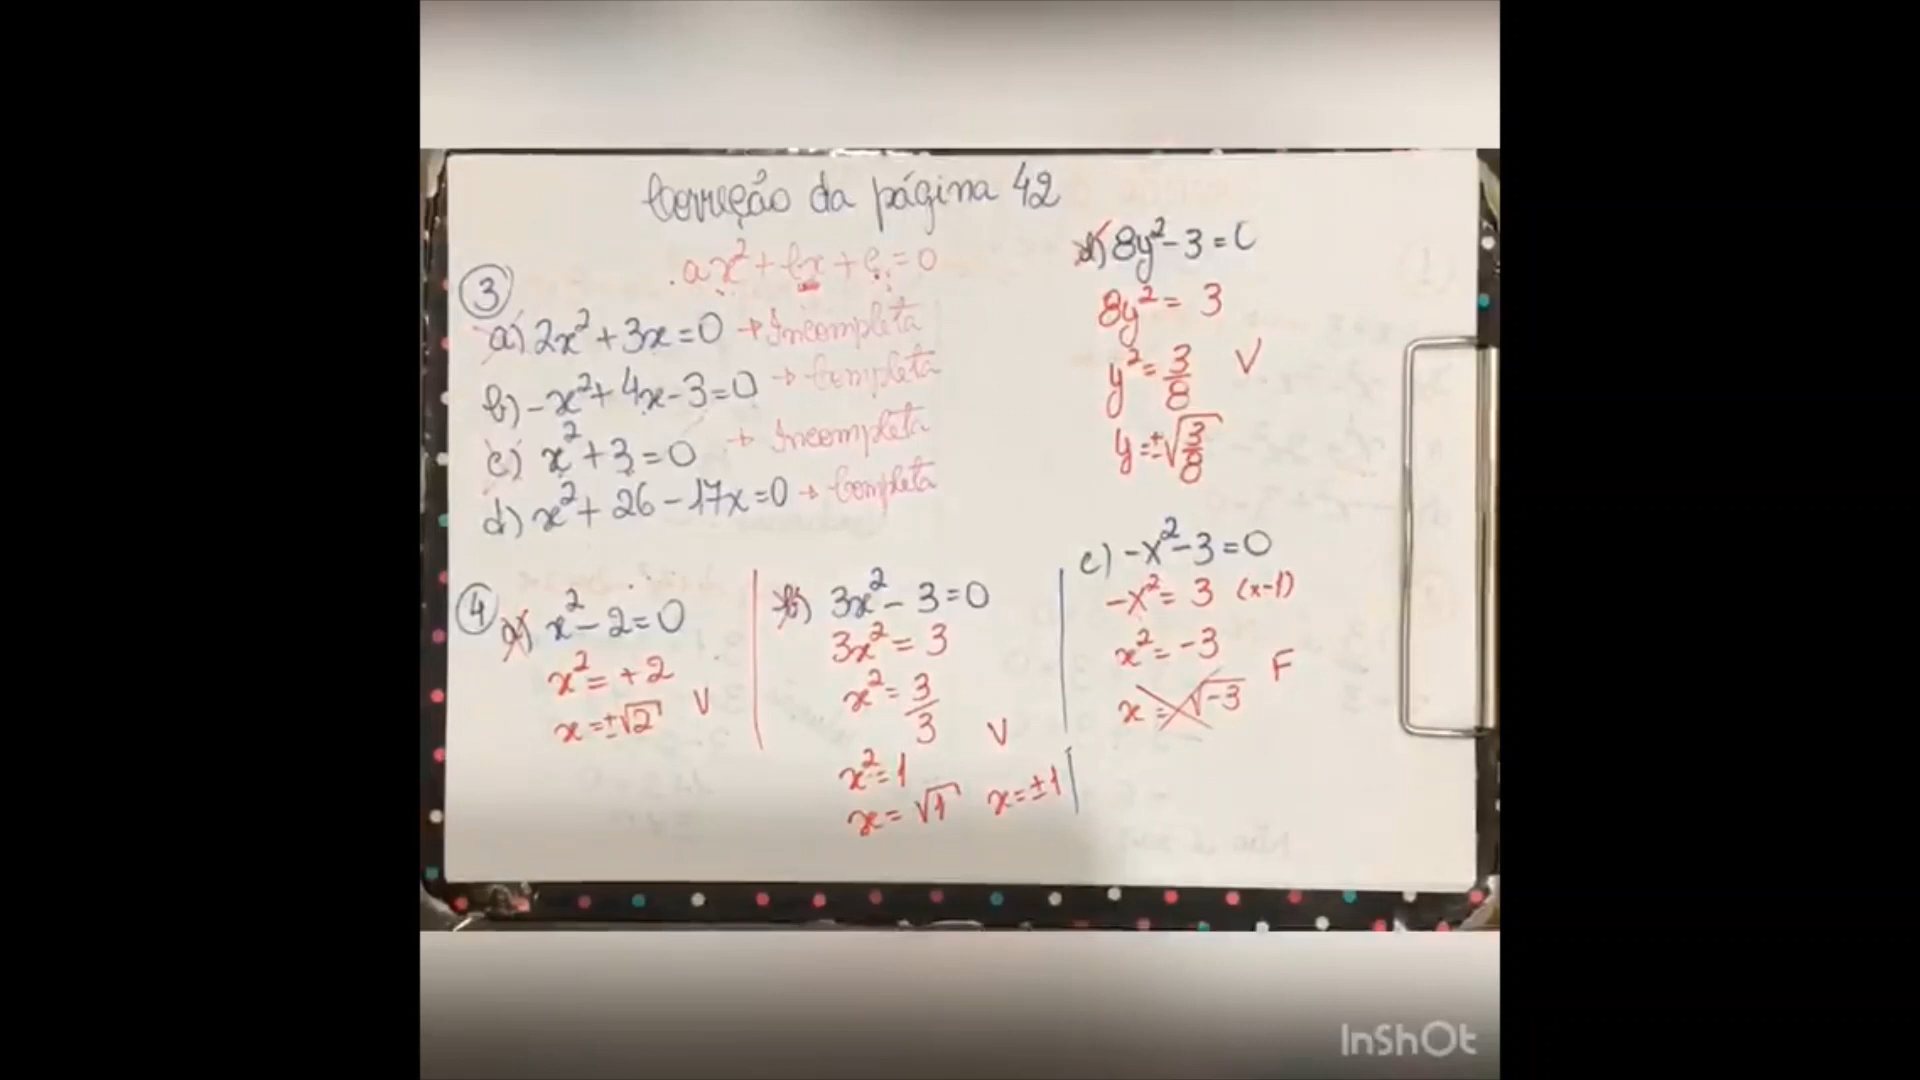 Correção da página 42
ax²+bx+c=0
③
a) 2x²+3x=0 → Incompleta
b) -x²+4x-3=0 → Completa
c) x²+3=0 → Incompleta
d) x²+26-17x=0 → Completa
④
a) x²-2=0
x²=+2
x=±√2 V
b) 3x²-3=0
3x²=3
x²=3/3
V
x²=1
x=√1 x=±1
c) -x²-3=0
-x²=3 (x-1)
x²=-3
F
x=√-3
d) 8y²-3=0
8y²=3
y²=3/8 V
y=±√3/8
InShOt